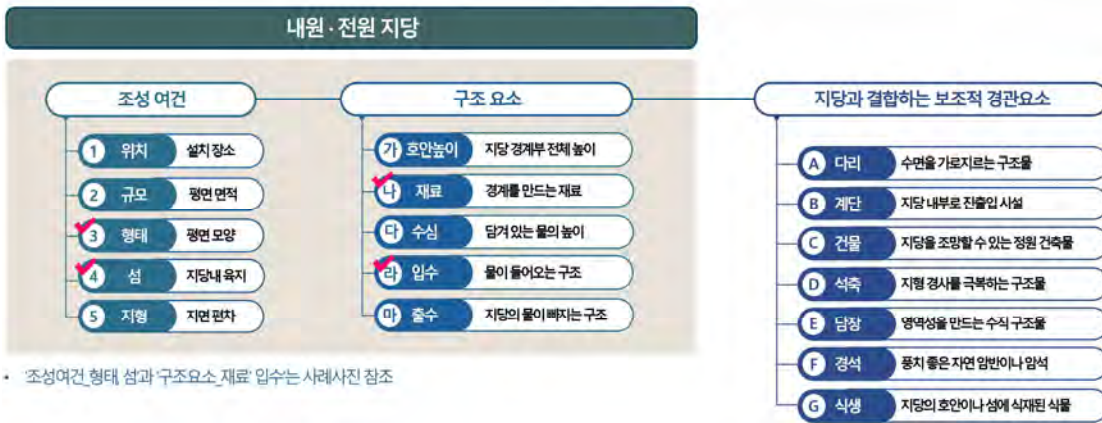 내원·전원 지당
조성 여건
1 위치 설치 장소
2 규모 평면 면적
3 형태 평면 모양
4 섬 지당내 육지
5 지형 지면 편차
구조 요소
가 호안높이 지당 경계부 전체 높이
나 재료 경계를 만드는 재료
다 수심 담겨 있는 물의 높이
라 입수 물이 들어오는 구조
마 출수 지당의 물이 빠지는 구조
지당과 결합하는 보조적 경관요소
A 다리 수면을 가로지르는 구조물
B 계단 지당 내부로 진출입 시설
C 건물 지당을 조망할 수 있는 정원 건축물
D 석축 지형 경사를 극복하는 구조물
E 담장 영역성을 만드는 수직 구조물
F 경석 풍치 좋은 자연 암반이나 암석
G 식생 지당의 호안이나 섬에 식재된 식물
• '조성여건_형태, 섬'과 '구조요소_재료' 입수'는 사례사진 참조